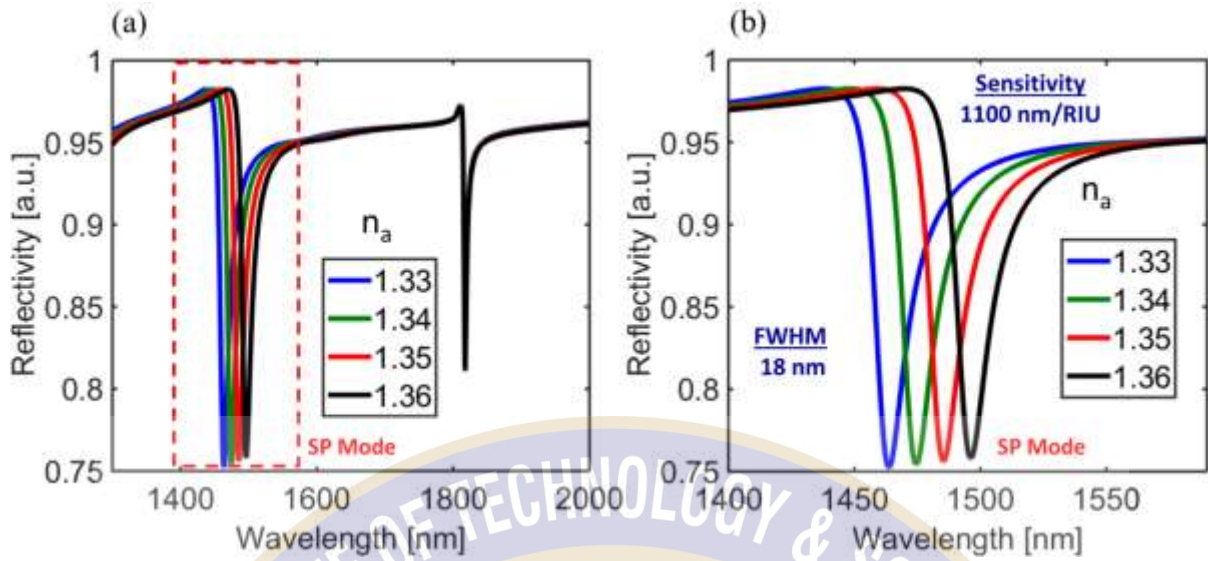 (a)
1
0.95
0.9
0.85
0.8
0.75
Reflectivity [a.u.]
1400
1600
1800
2000
Wavelength [nm]
n_a
1.33
1.34
1.35
1.36
SP Mode
(b)
1
0.95
0.9
0.85
0.8
0.75
Reflectivity [a.u.]
1400
1450
1500
1550
Wavelength [nm]
Sensitivity
1100 nm/RIU
n_a
1.33
1.34
1.35
1.36
FWHM
18 nm
SP Mode
OF TECHNOLOGY &